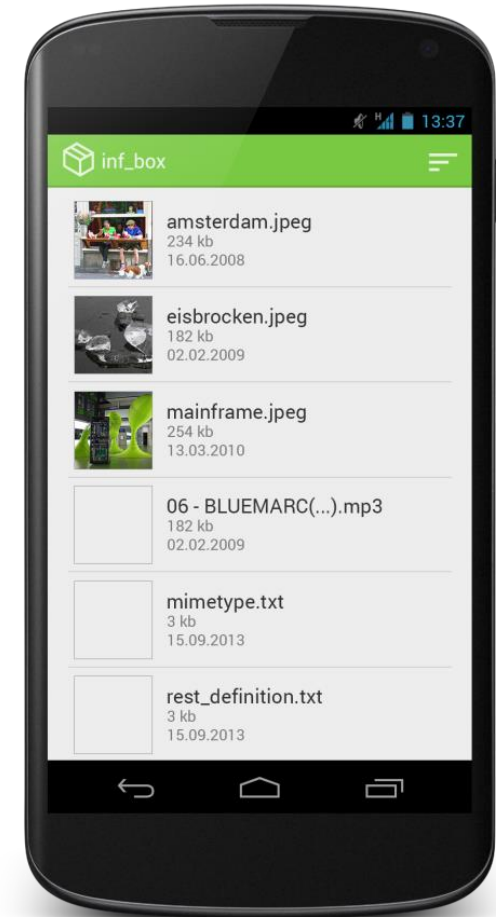 H
13:37
inf_box
amsterdam.jpeg
234 kb
16.06.2008
eisbrocken.jpeg
182 kb
02.02.2009
mainframe.jpeg
254 kb
13.03.2010
06 - BLUEMARC(...).mp3
182 kb
02.02.2009
mimetype.txt
3 kb
15.09.2013
rest_definition.txt
3 kb
15.09.2013